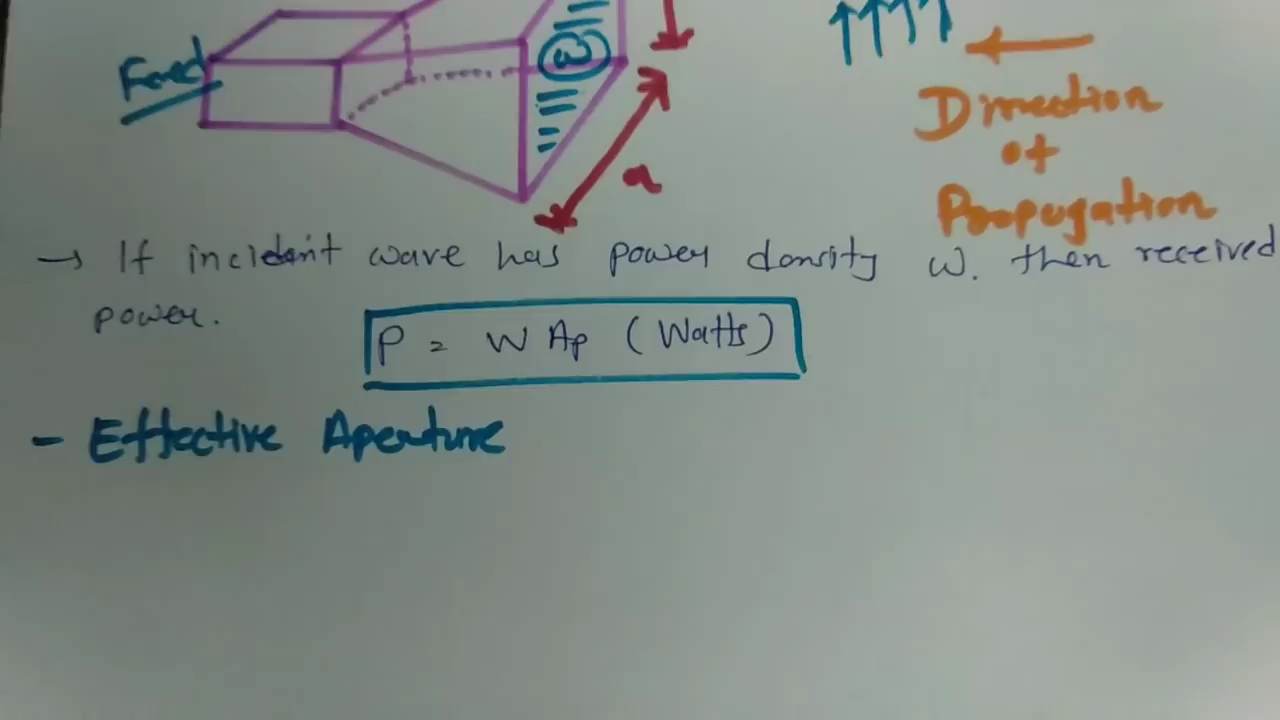 Feed
W
a
Direction
of
Propagation
→ If incident wave has power density W. then received
power.
P = W Ap (Watts)
- Effective Aperture